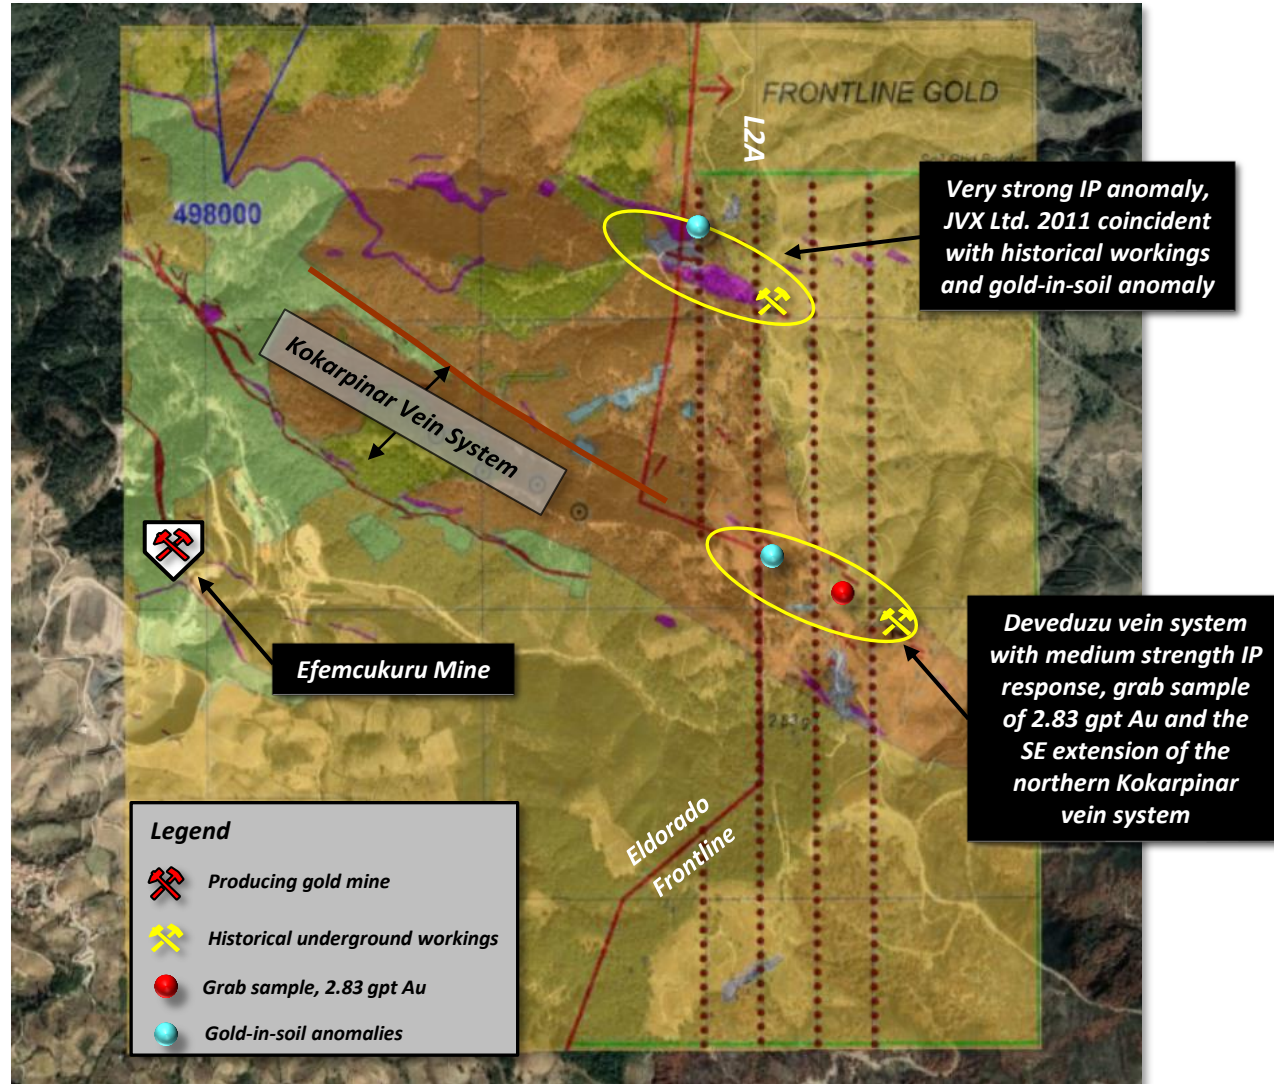 FRONTLINE GOLD
L2A
498000
Very strong IP anomaly,
JVX Ltd. 2011 coincident
with historical workings
and gold-in-soil anomaly
Kokarpinar Vein System
Efemcukuru Mine
Deveduzu vein system
with medium strength IP
response, grab sample
of 2.83 gpt Au and the
SE extension of the
northern Kokarpinar
vein system
Eldorado
Frontline
Legend
Producing gold mine
Historical underground workings
Grab sample, 2.83 gpt Au
Gold-in-soil anomalies